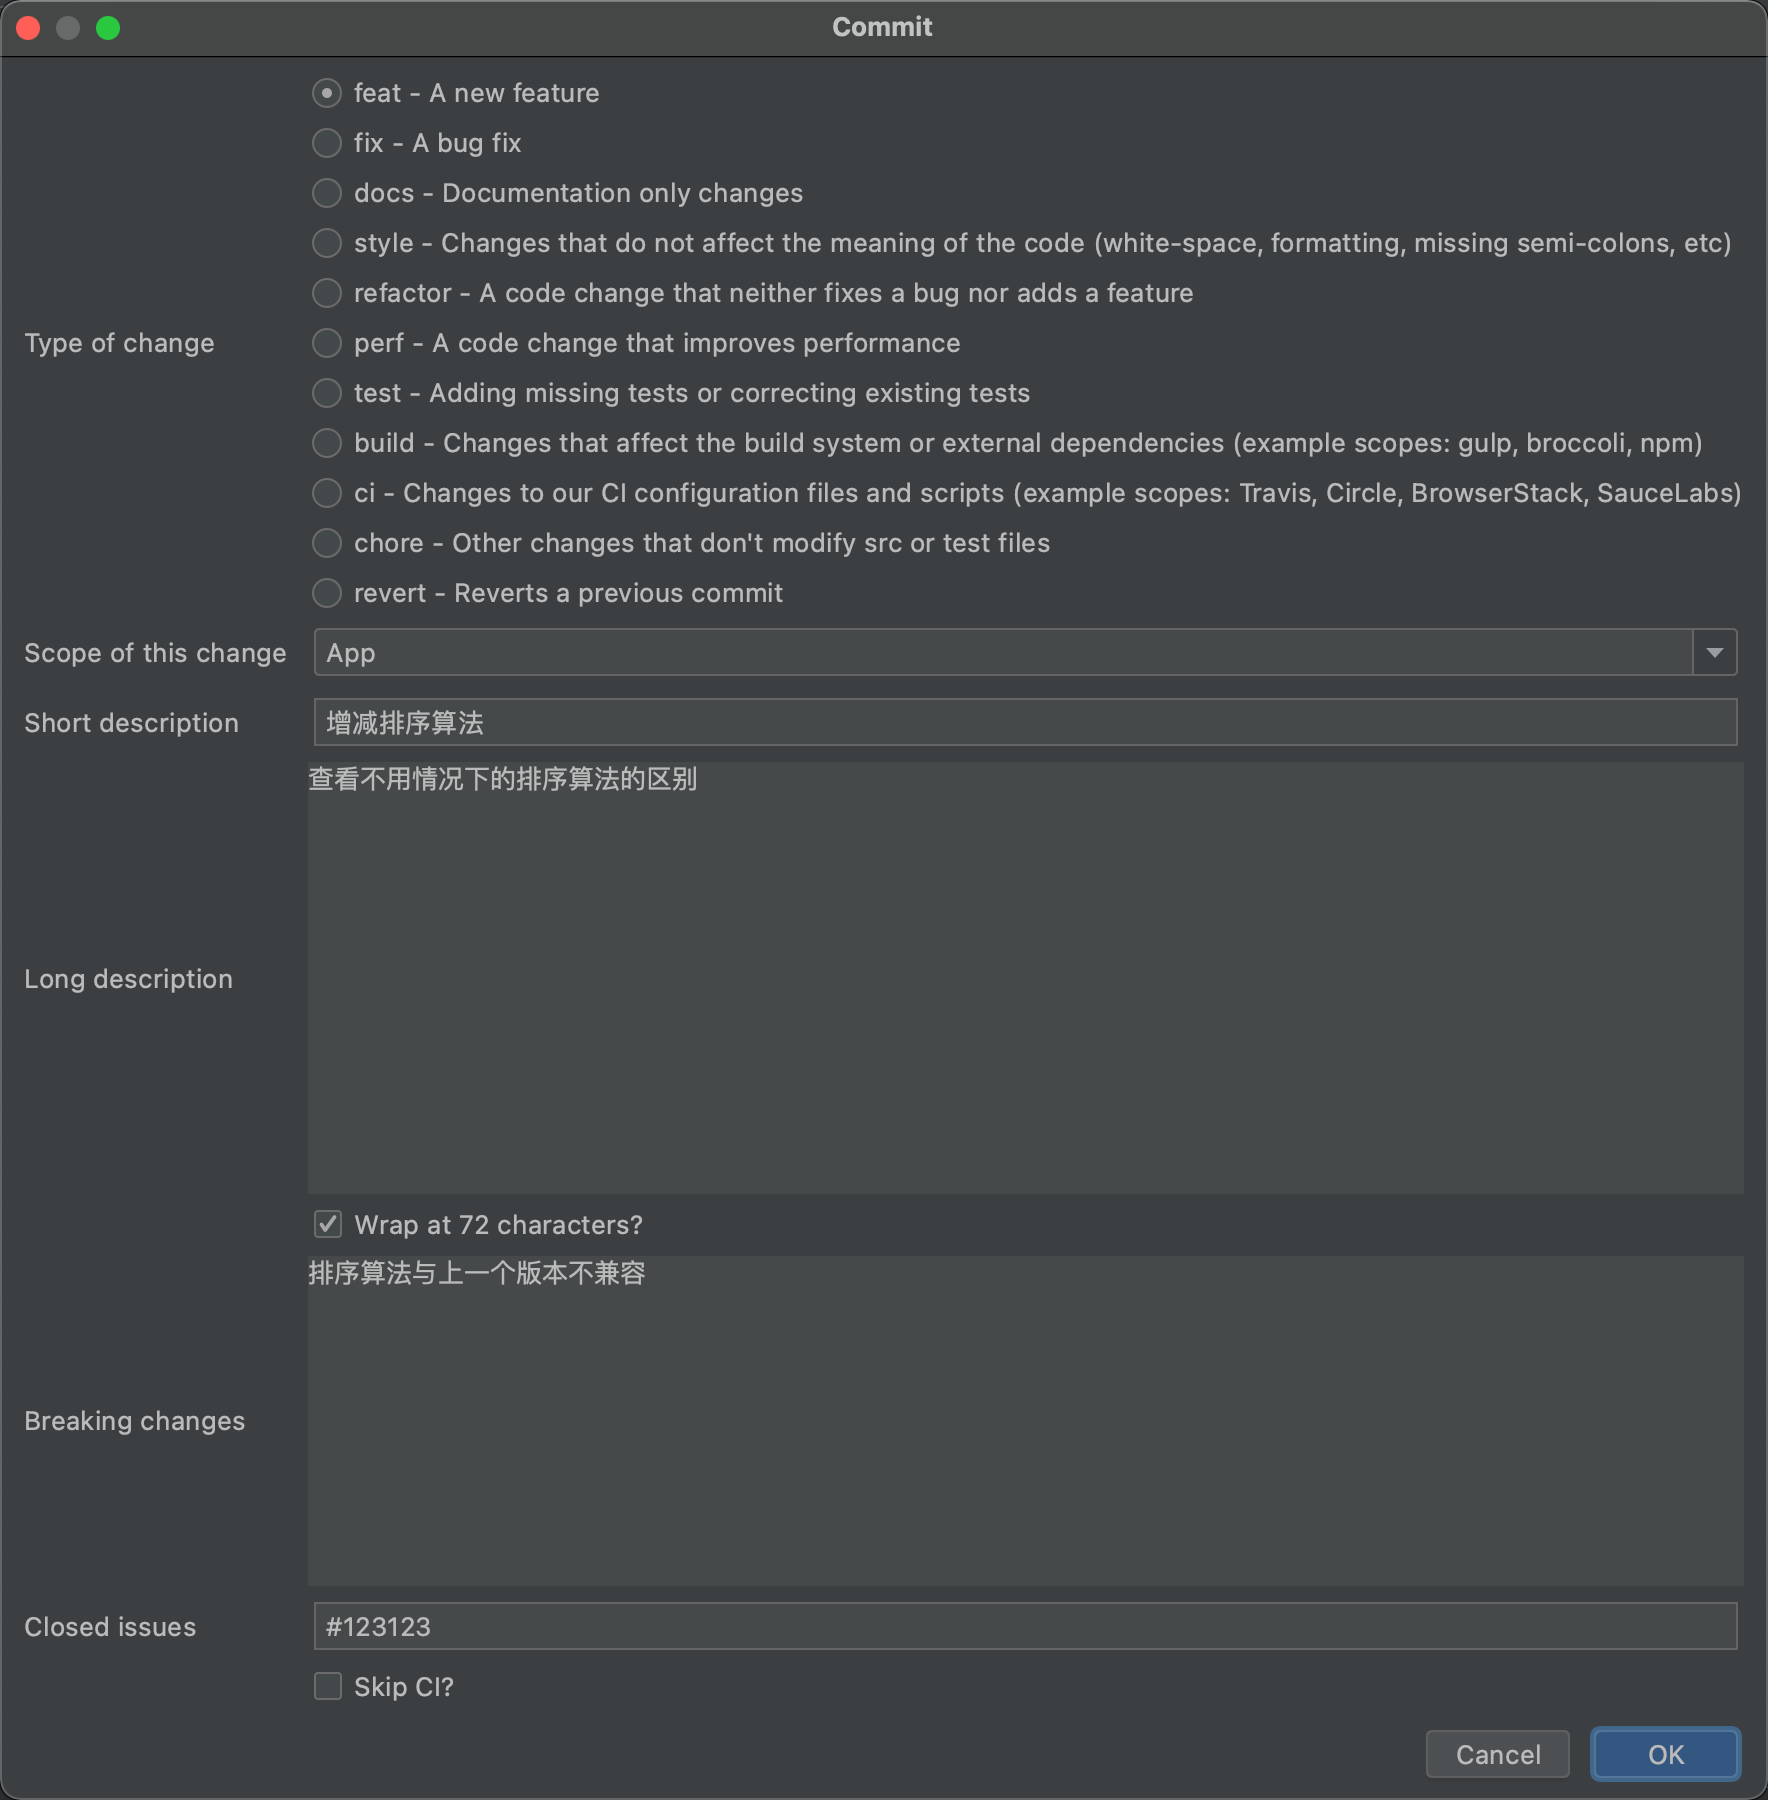 Commit
feat - A new feature
fix - A bug fix
docs - Documentation only changes
style - Changes that do not affect the meaning of the code (white-space, formatting, missing semi-colons, etc)
refactor - A code change that neither fixes a bug nor adds a feature
Type of change
perf - A code change that improves performance
test - Adding missing tests or correcting existing tests
build - Changes that affect the build system or external dependencies (example scopes: gulp, broccoli, npm)
ci - Changes to our CI configuration files and scripts (example scopes: Travis, Circle, BrowserStack, SauceLabs)
chore - Other changes that don't modify src or test files
revert - Reverts a previous commit
Scope of this change
App
Short description
增减排序算法
查看不用情况下的排序算法的区别
Long description
Wrap at 72 characters?
排序算法与上一个版本不兼容
Breaking changes
Closed issues
#123123
Skip CI?
Cancel
OK